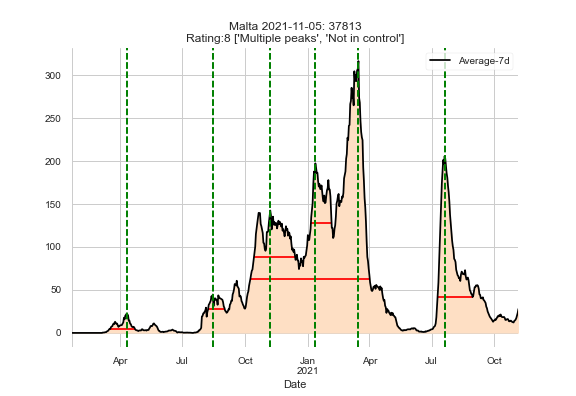 Malta 2021-11-05: 37813
Rating:8 ['Multiple peaks', 'Not in control']
Average-7d
300
250
200
150
100
50
0
Apr Jul Oct Jan Apr Jul Oct
2021
Date